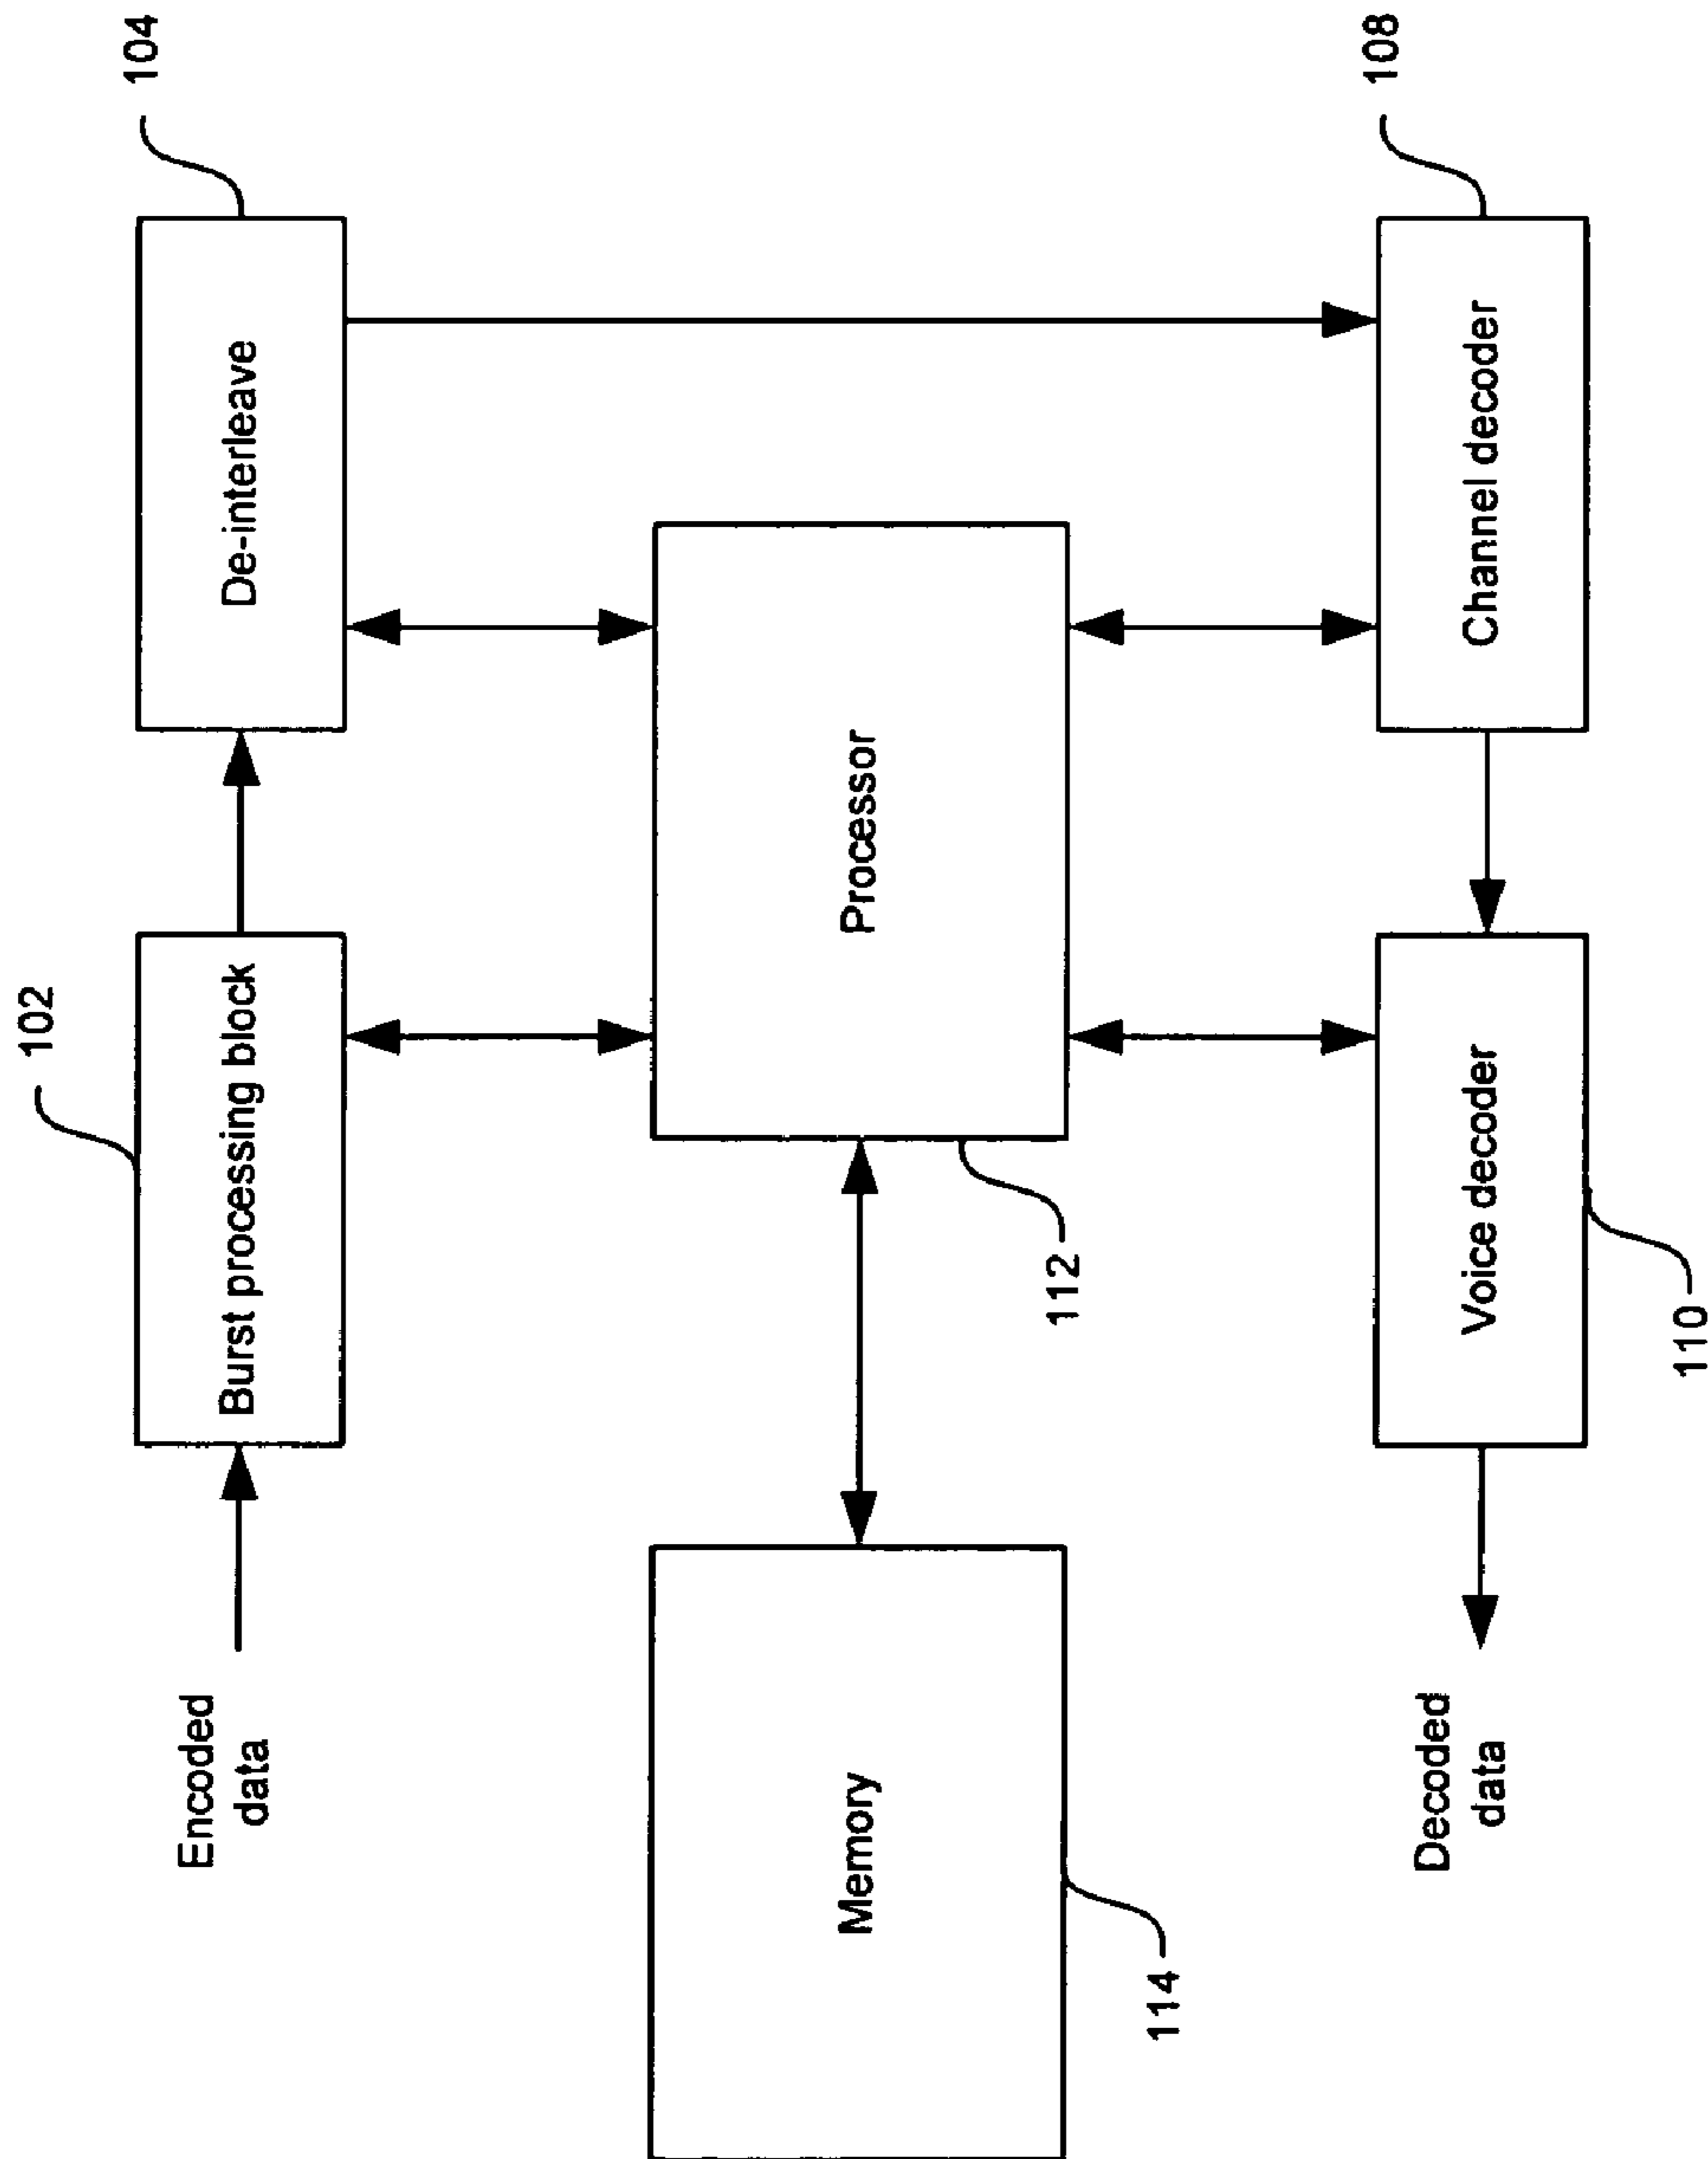 102
104
Encoded
data
Burst processing block
De-interleave
Memory
Processor
114
112
Decoded
data
Voice decoder
Channel decoder
110
108